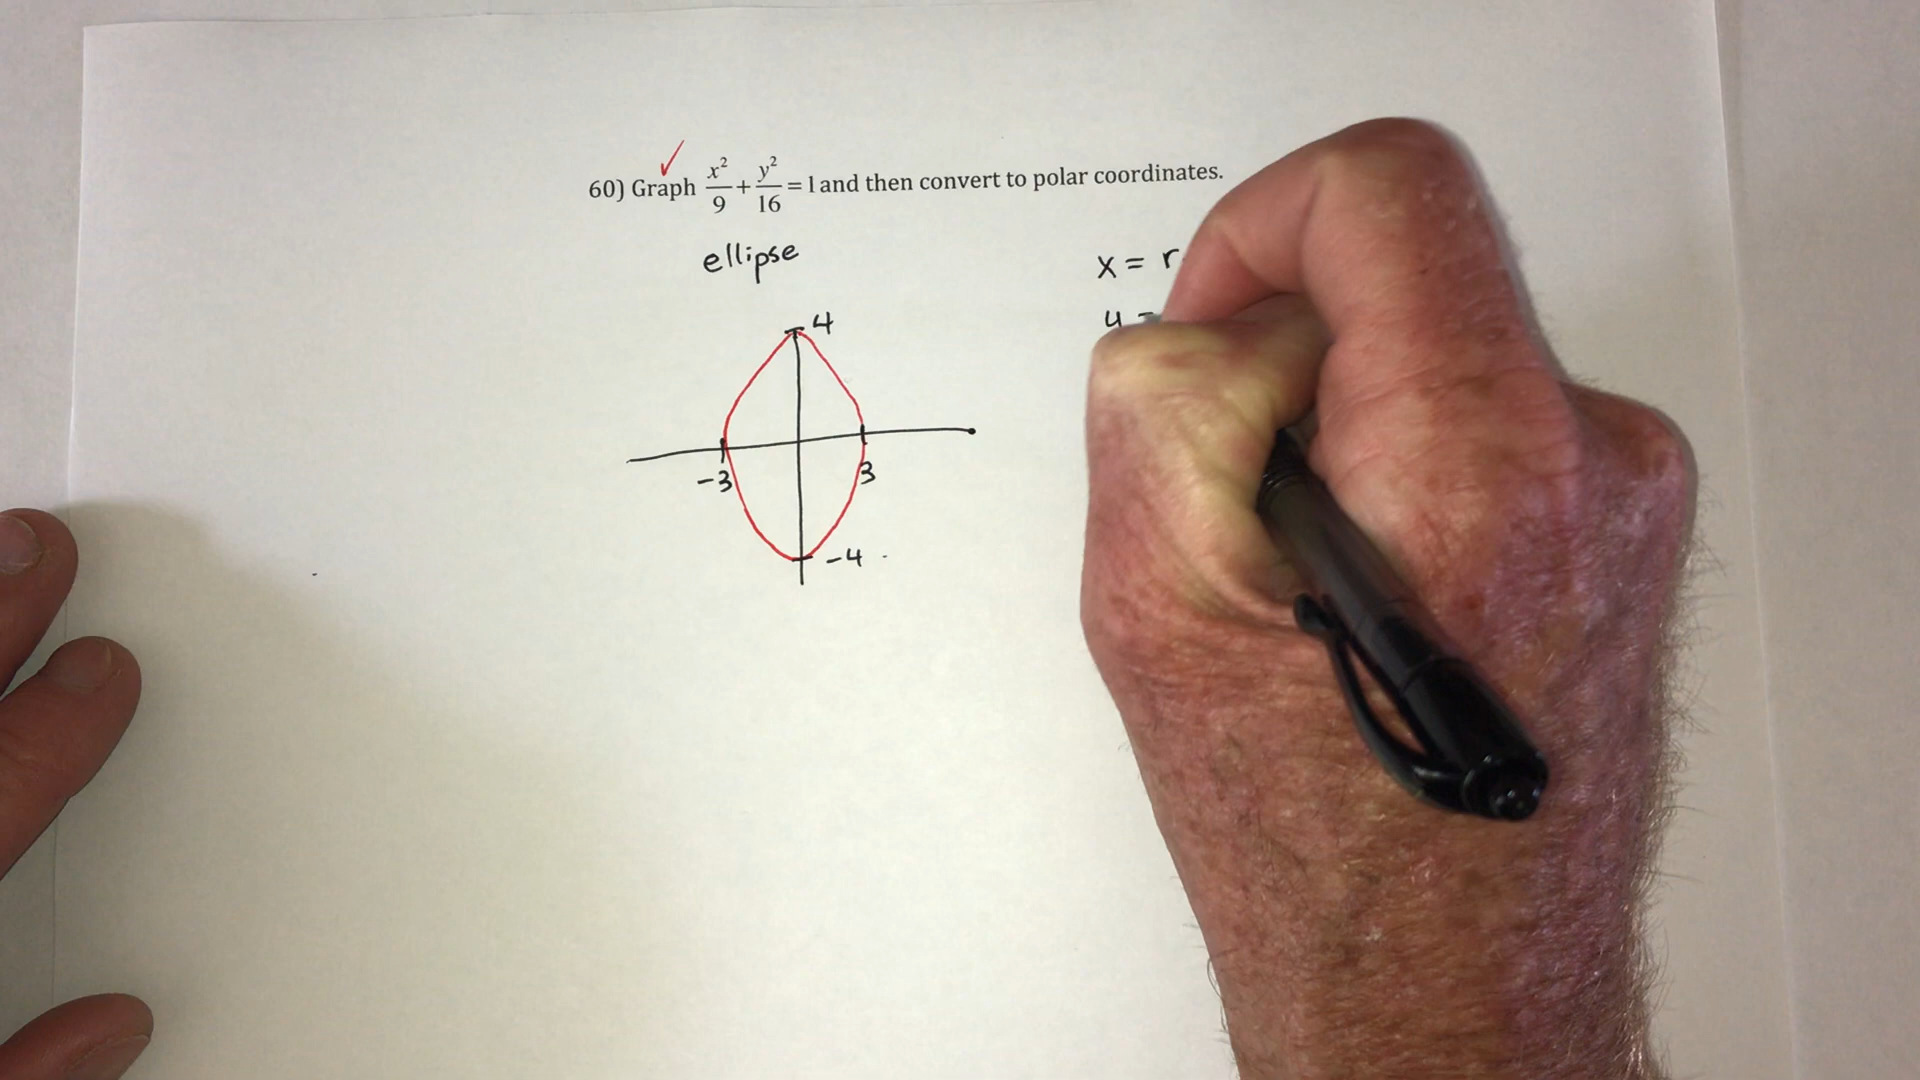 60) Graph x²/9 + y²/16 = 1 and then convert to polar coordinates.
ellipse
x = r
y =
4
-3
3
-4